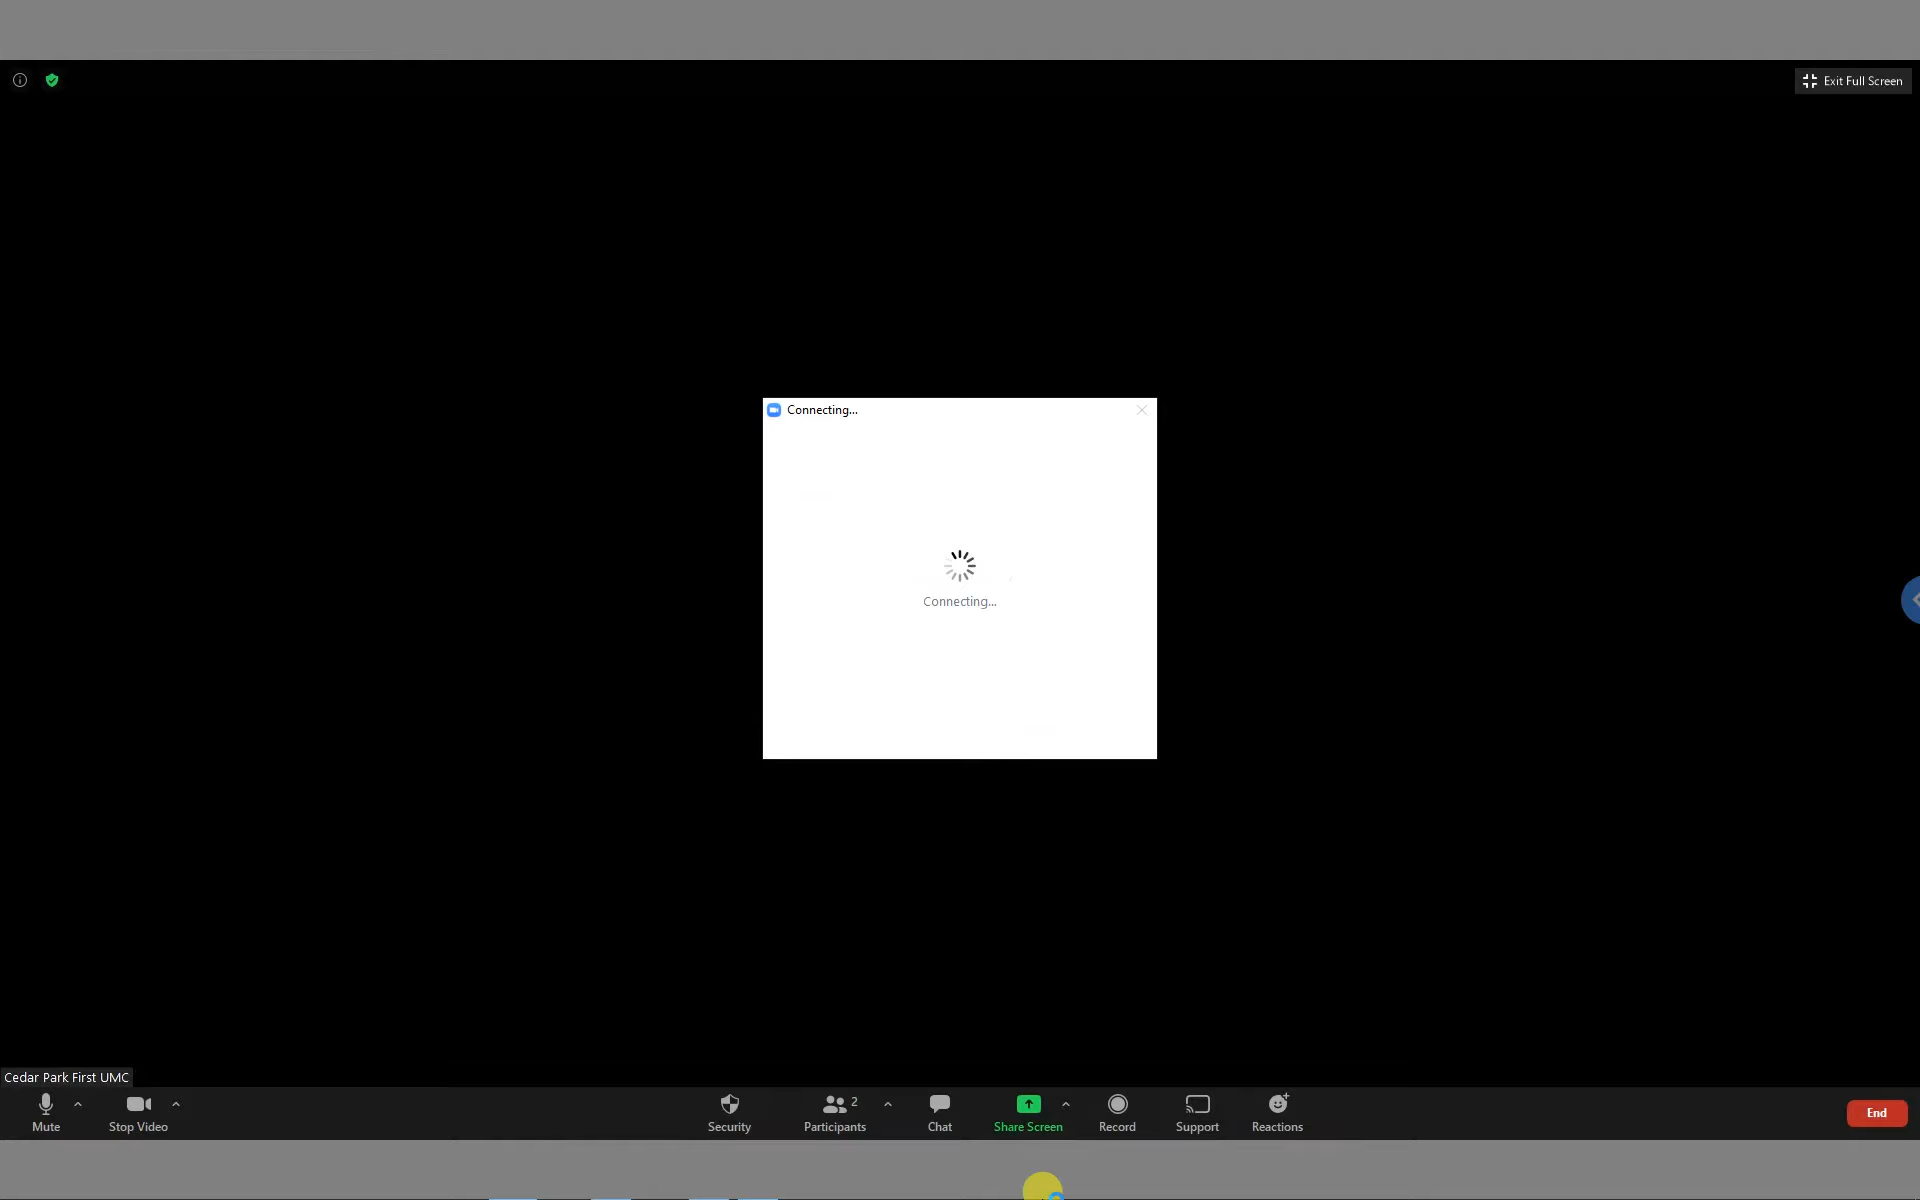 Exit Full Screen
Connecting...
Connecting...
Cedar Park First UMC
Mute
Stop Video
Security
2
Participants
Chat
Share Screen
Record
Support
Reactions
End